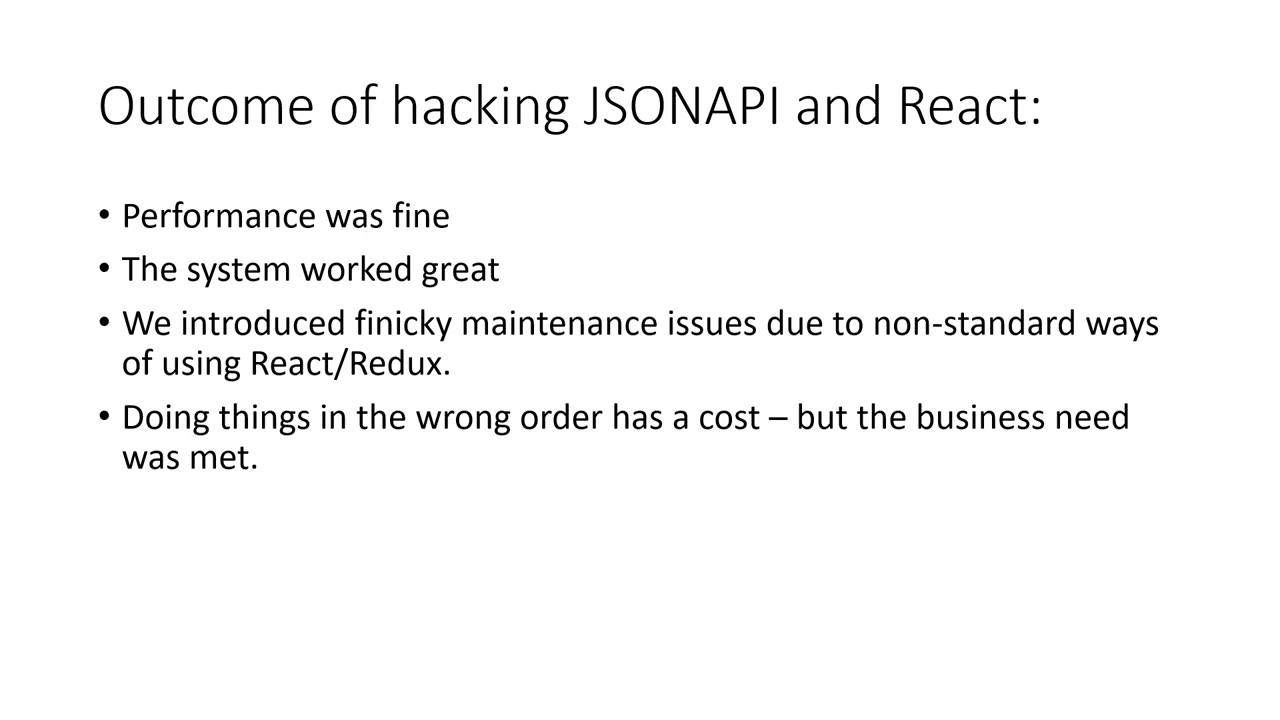 Outcome of hacking JSONAPI and React:
• Performance was fine
• The system worked great
• We introduced finicky maintenance issues due to non-standard ways
of using React/Redux.
• Doing things in the wrong order has a cost – but the business need
was met.